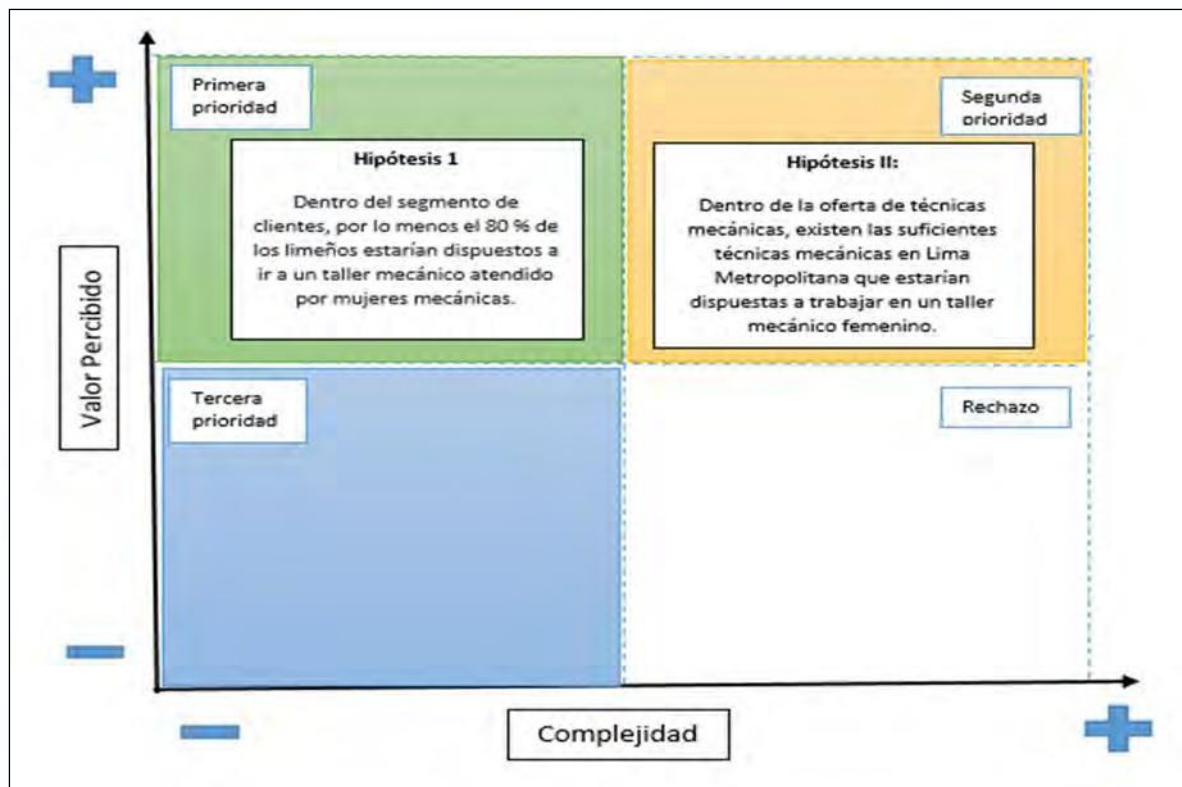 Primera
prioridad
Segunda
prioridad
Hipótesis 1
Dentro del segmento de
clientes, por lo menos el 80 % de
los limeños estarían dispuestos a
ir a un taller mecánico atendido
por mujeres mecánicas.
Hipótesis II:
Dentro de la oferta de técnicas
mecánicas, existen las suficientes
técnicas mecánicas en Lima
Metropolitana que estarían
dispuestas a trabajar en un taller
mecánico femenino.
Valor Percibido
Tercera
prioridad
Rechazo
Complejidad